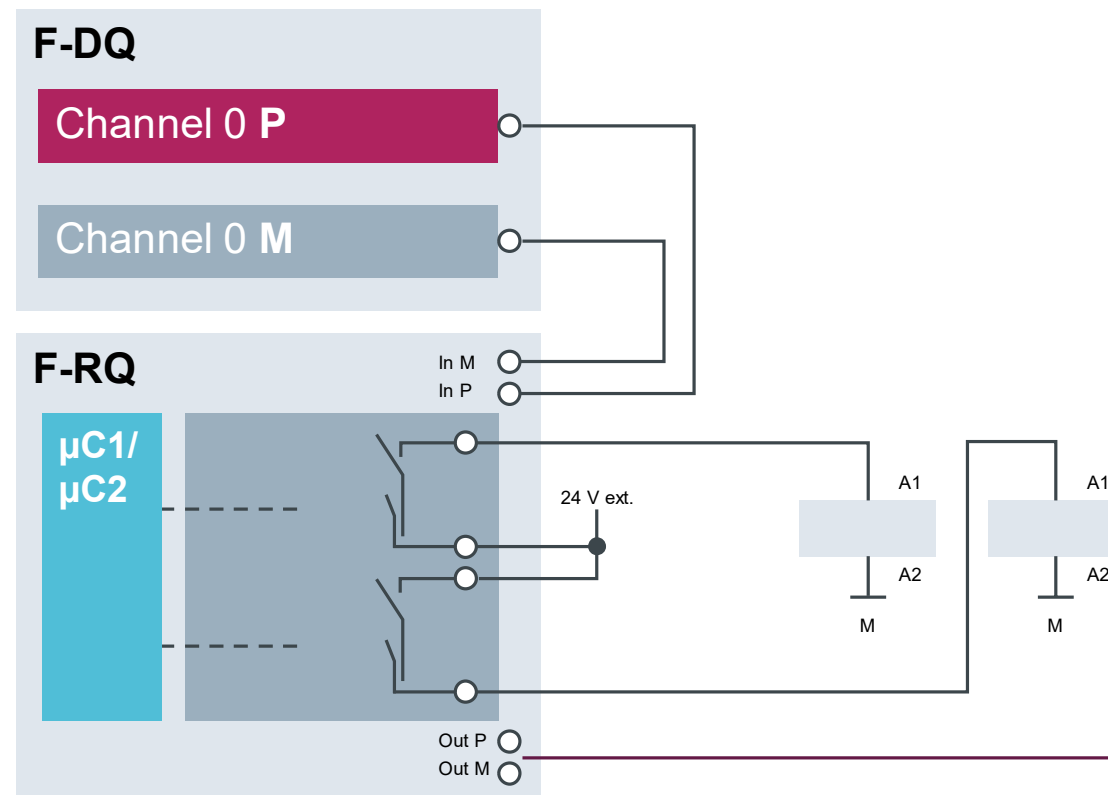 F-DQ
Channel 0 P
Channel 0 M
F-RQ
In M
In P
µC1/
µC2
24 V ext.
A1
A1
A2
A2
M
M
Out P
Out M